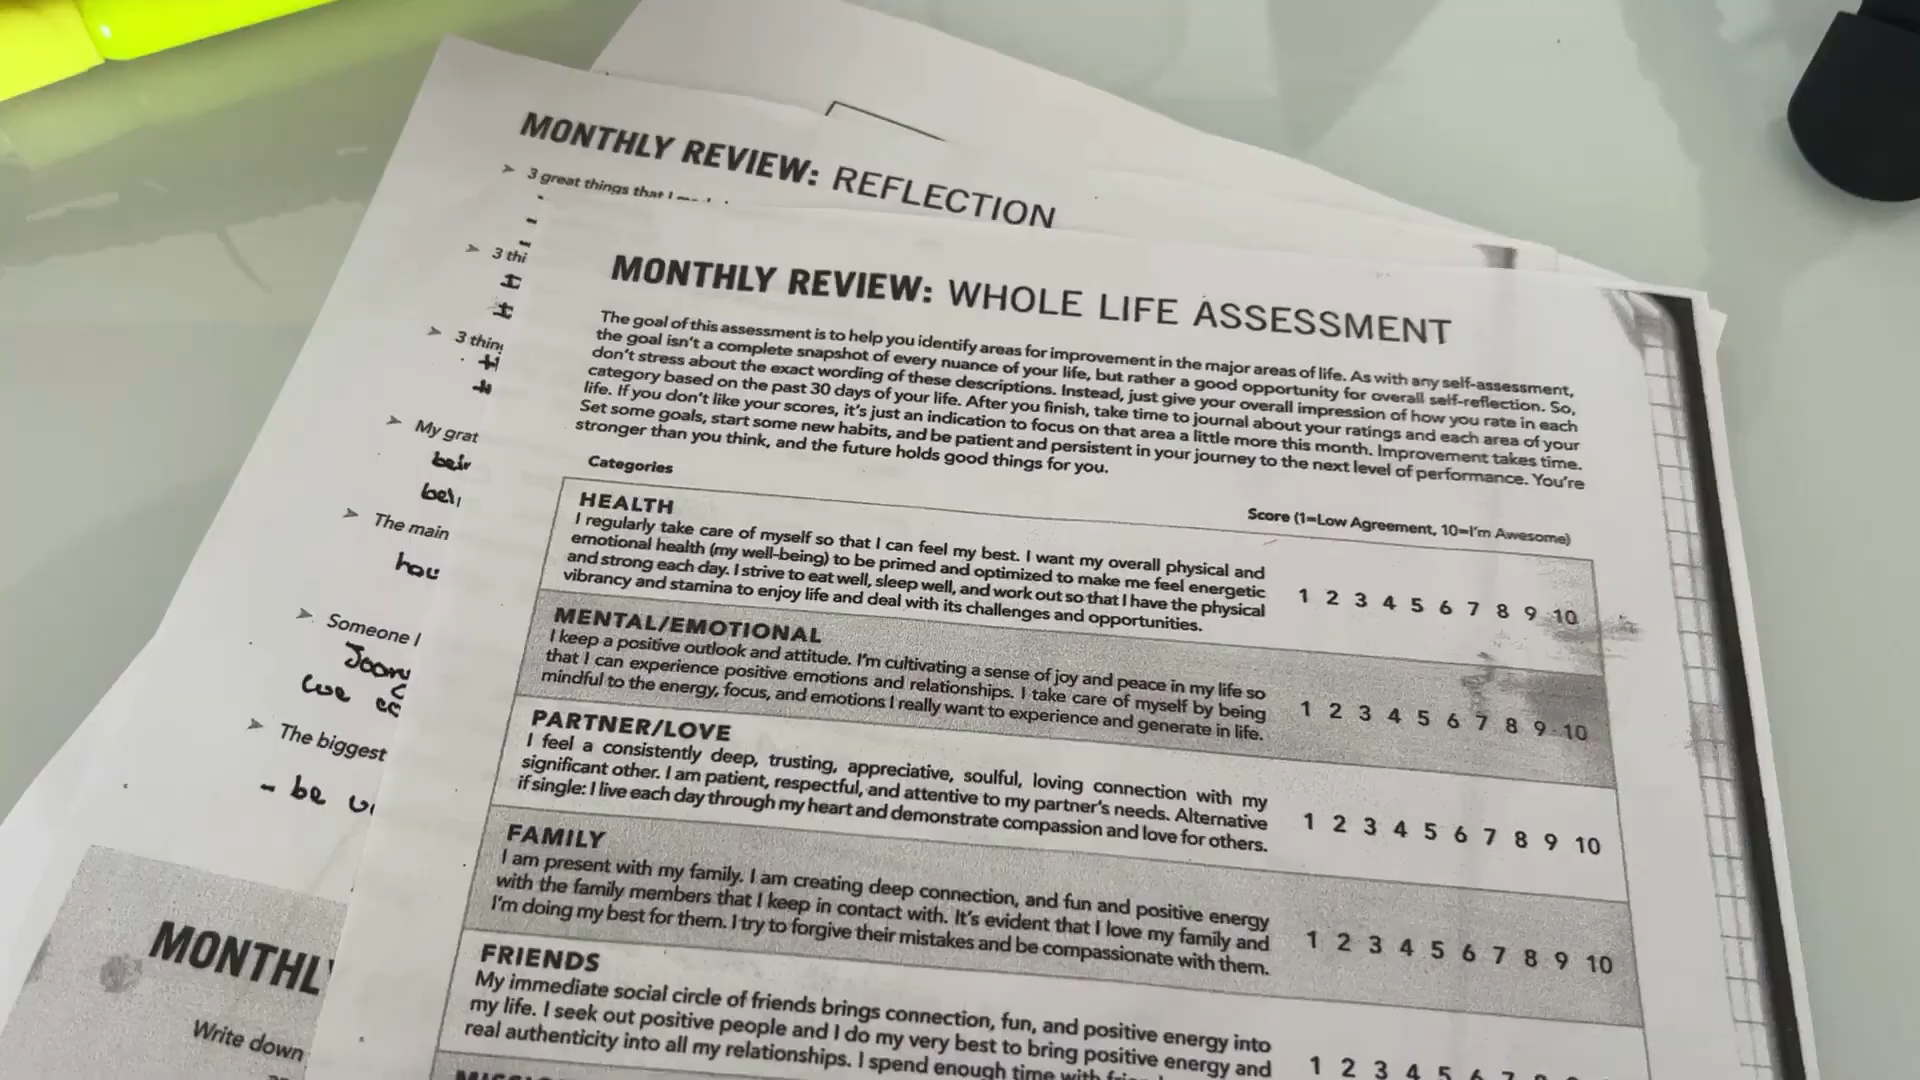 MONTHLY REVIEW: REFLECTION
3 great things that I
3 thi
3 thing
My grat
The main
Someone I
The biggest
- be
MONTHLY
Write down
MONTHLY REVIEW: WHOLE LIFE ASSESSMENT
The goal of this assessment is to help you identify areas for improvement in the major areas of life. As with any self-assessment,
the goal isn't a complete snapshot of every nuance of your life, but rather a good opportunity for overall self-reflection. So,
don't stress about the exact wording of these descriptions. Instead, just give your overall impression of how you rate in each
category based on the past 30 days of your life. After you finish, take time to journal about your ratings and each area of your
life. If you don't like your scores, it's just an indication to focus on that area a little more this month. Improvement takes time.
Set some goals, start some new habits, and be patient and persistent in your journey to the next level of performance. You're
stronger than you think, and the future holds good things for you.
Categories
Score (1=Low Agreement, 10=I'm Awesome)
HEALTH
I regularly take care of myself so that I can feel my best. I want my overall physical and
emotional health (my well-being) to be primed and optimized to make me feel energetic
and strong each day. I strive to eat well, sleep well, and work out so that I have the physical
vibrancy and stamina to enjoy life and deal with its challenges and opportunities.
1 2 3 4 5 6 7 8 9 10
MENTAL/EMOTIONAL
I keep a positive outlook and attitude. I'm cultivating a sense of joy and peace in my life so
that I can experience positive emotions and relationships. I take care of myself by being
mindful to the energy, focus, and emotions I really want to experience and generate in life.
1 2 3 4 5 6 7 8 9 10
PARTNER/LOVE
I feel a consistently deep, trusting, appreciative, soulful, loving connection with my
significant other. I am patient, respectful, and attentive to my partner's needs. Alternative
if single: I live each day through my heart and demonstrate compassion and love for others.
1 2 3 4 5 6 7 8 9 10
FAMILY
I am present with my family. I am creating deep connection, and fun and positive energy
with the family members that I keep in contact with. It's evident that I love my family and
I'm doing my best for them. I try to forgive their mistakes and be compassionate with them.
1 2 3 4 5 6 7 8 9 10
FRIENDS
My immediate social circle of friends brings connection, fun, and positive energy into
my life. I seek out positive people and I do my very best to bring positive energy and
real authenticity into all my relationships. I spend enough time with
1 2 3 4 5 6 7